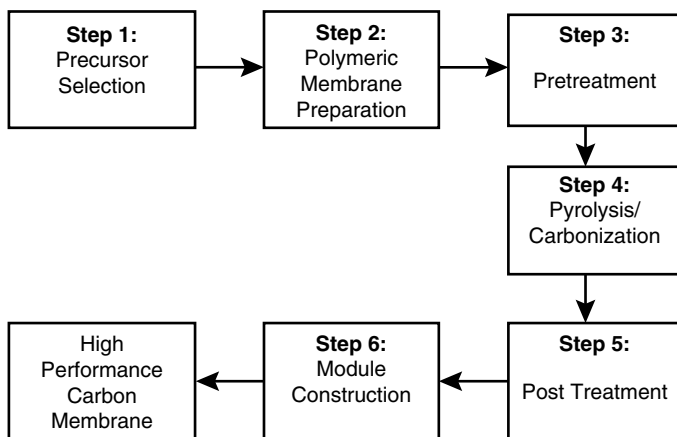 Step 1:
Precursor
Selection
Step 2:
Polymeric
Membrane
Preparation
Step 3:
Pretreatment
Step 4:
Pyrolysis/
Carbonization
Step 5:
Post Treatment
Step 6:
Module
Construction
High
Performance
Carbon
Membrane